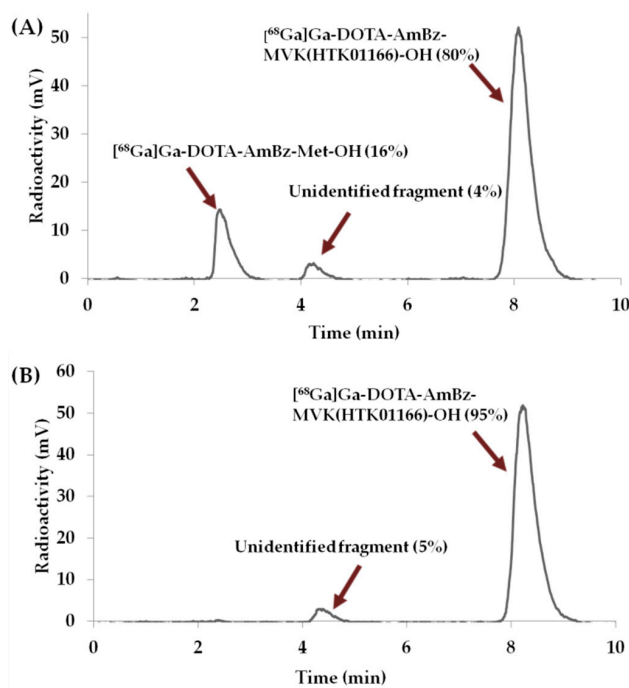 (A)
[⁶⁸Ga]Ga-DOTA-AmBz-
MVK(HTK01166)-OH (80%)
[⁶⁸Ga]Ga-DOTA-AmBz-Met-OH (16%)
Unidentified fragment (4%)
Radioactivity (mV)
50
40
30
20
10
0
0 2 4 6 8 10
Time (min)
(B)
[⁶⁸Ga]Ga-DOTA-AmBz-
MVK(HTK01166)-OH (95%)
Unidentified fragment (5%)
Radioactivity (mV)
60
50
40
30
20
10
0
0 2 4 6 8 10
Time (min)